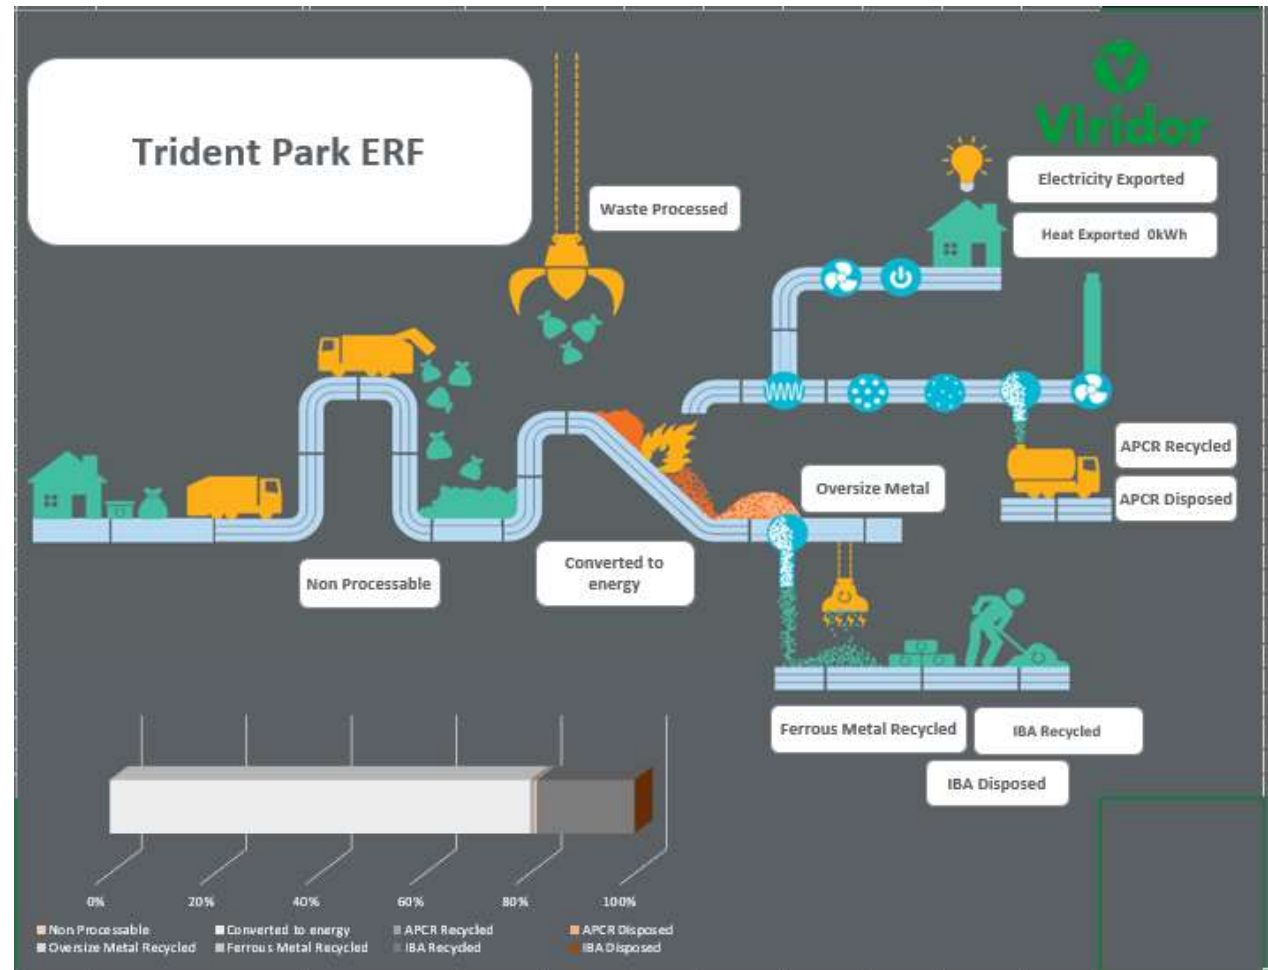 Trident Park ERF
Viridor
Waste Processed
Electricity Exported
Heat Exported 0kWh
APCR Recycled
Oversize Metal
APCR Disposed
Non Processable
Converted to
energy
Ferrous Metal Recycled
IBA Recycled
IBA Disposed
0% 20% 40% 60% 80% 100%
Non Processable Converted to energy APCR Recycled APCR Disposed
Oversize Metal Recycled Ferrous Metal Recycled IBA Recycled IBA Disposed